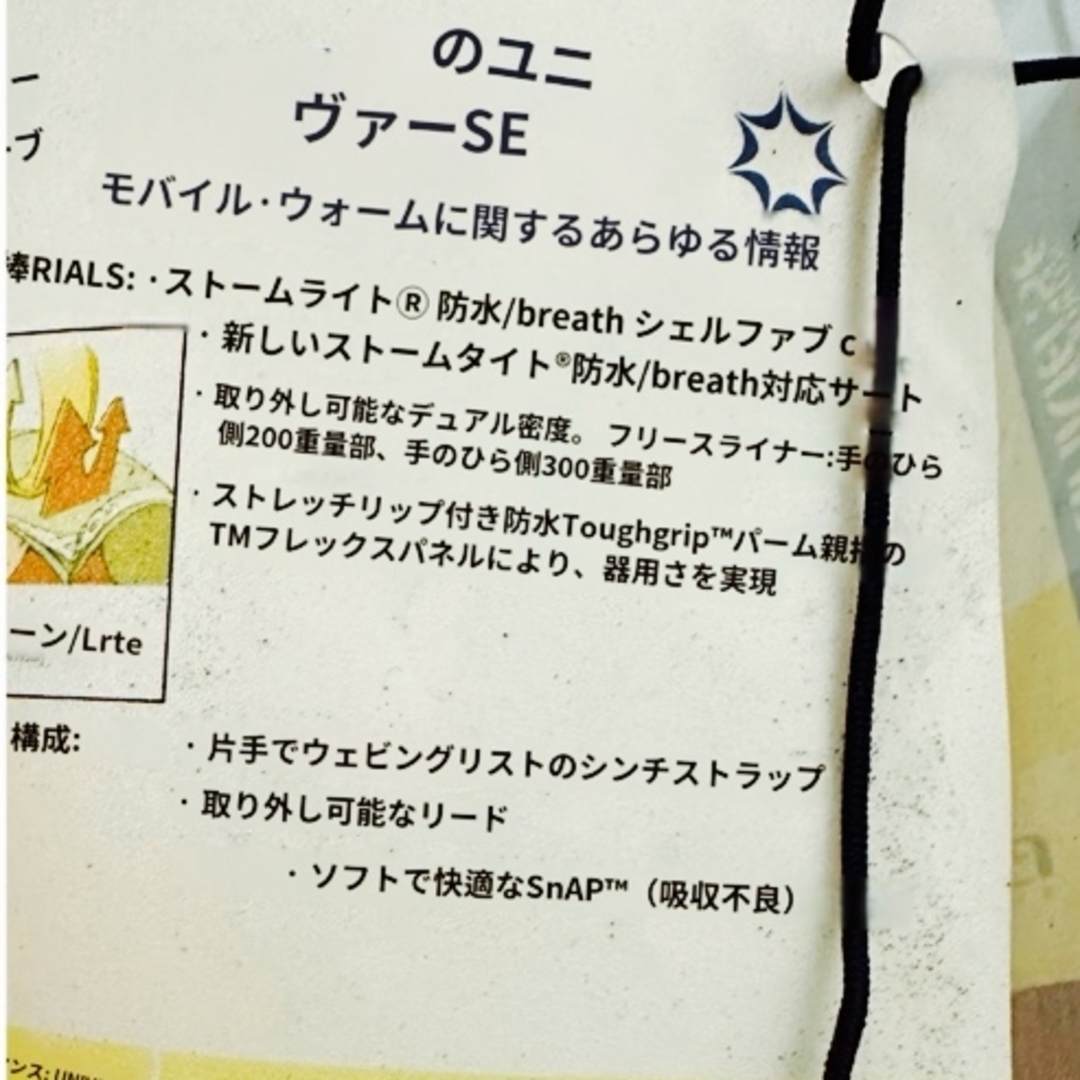 のユニ
ヴァーSE
モバイル・ウォームに関するあらゆる情報
RIALS: ・ストームライト® 防水/breath シェルファブ c
・新しいストームタイト®防水/breath対応サート
・取り外し可能なデュアル密度。 フリースライナー:手のひら
側200重量部、手のひら側300重量部
・ストレッチリップ付き防水Toughgrip™パーム親指の
TMフレックスパネルにより、器用さを実現
ーン/Lrte
構成:
・片手でウェビングリストのシンチストラップ
・取り外し可能なリード
・ソフトで快適なSnAP™（吸収不良）